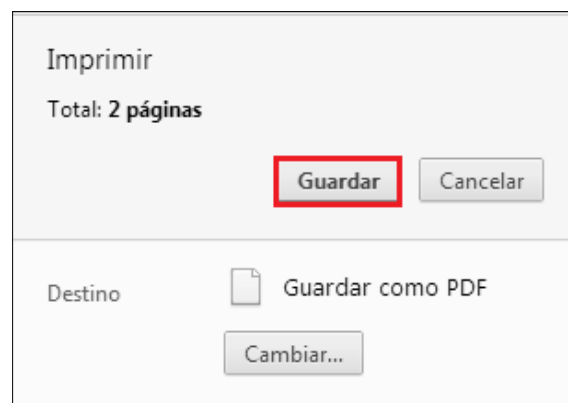 Imprimir
Total: 2 páginas
Guardar
Cancelar
Destino
Guardar como PDF
Cambiar...